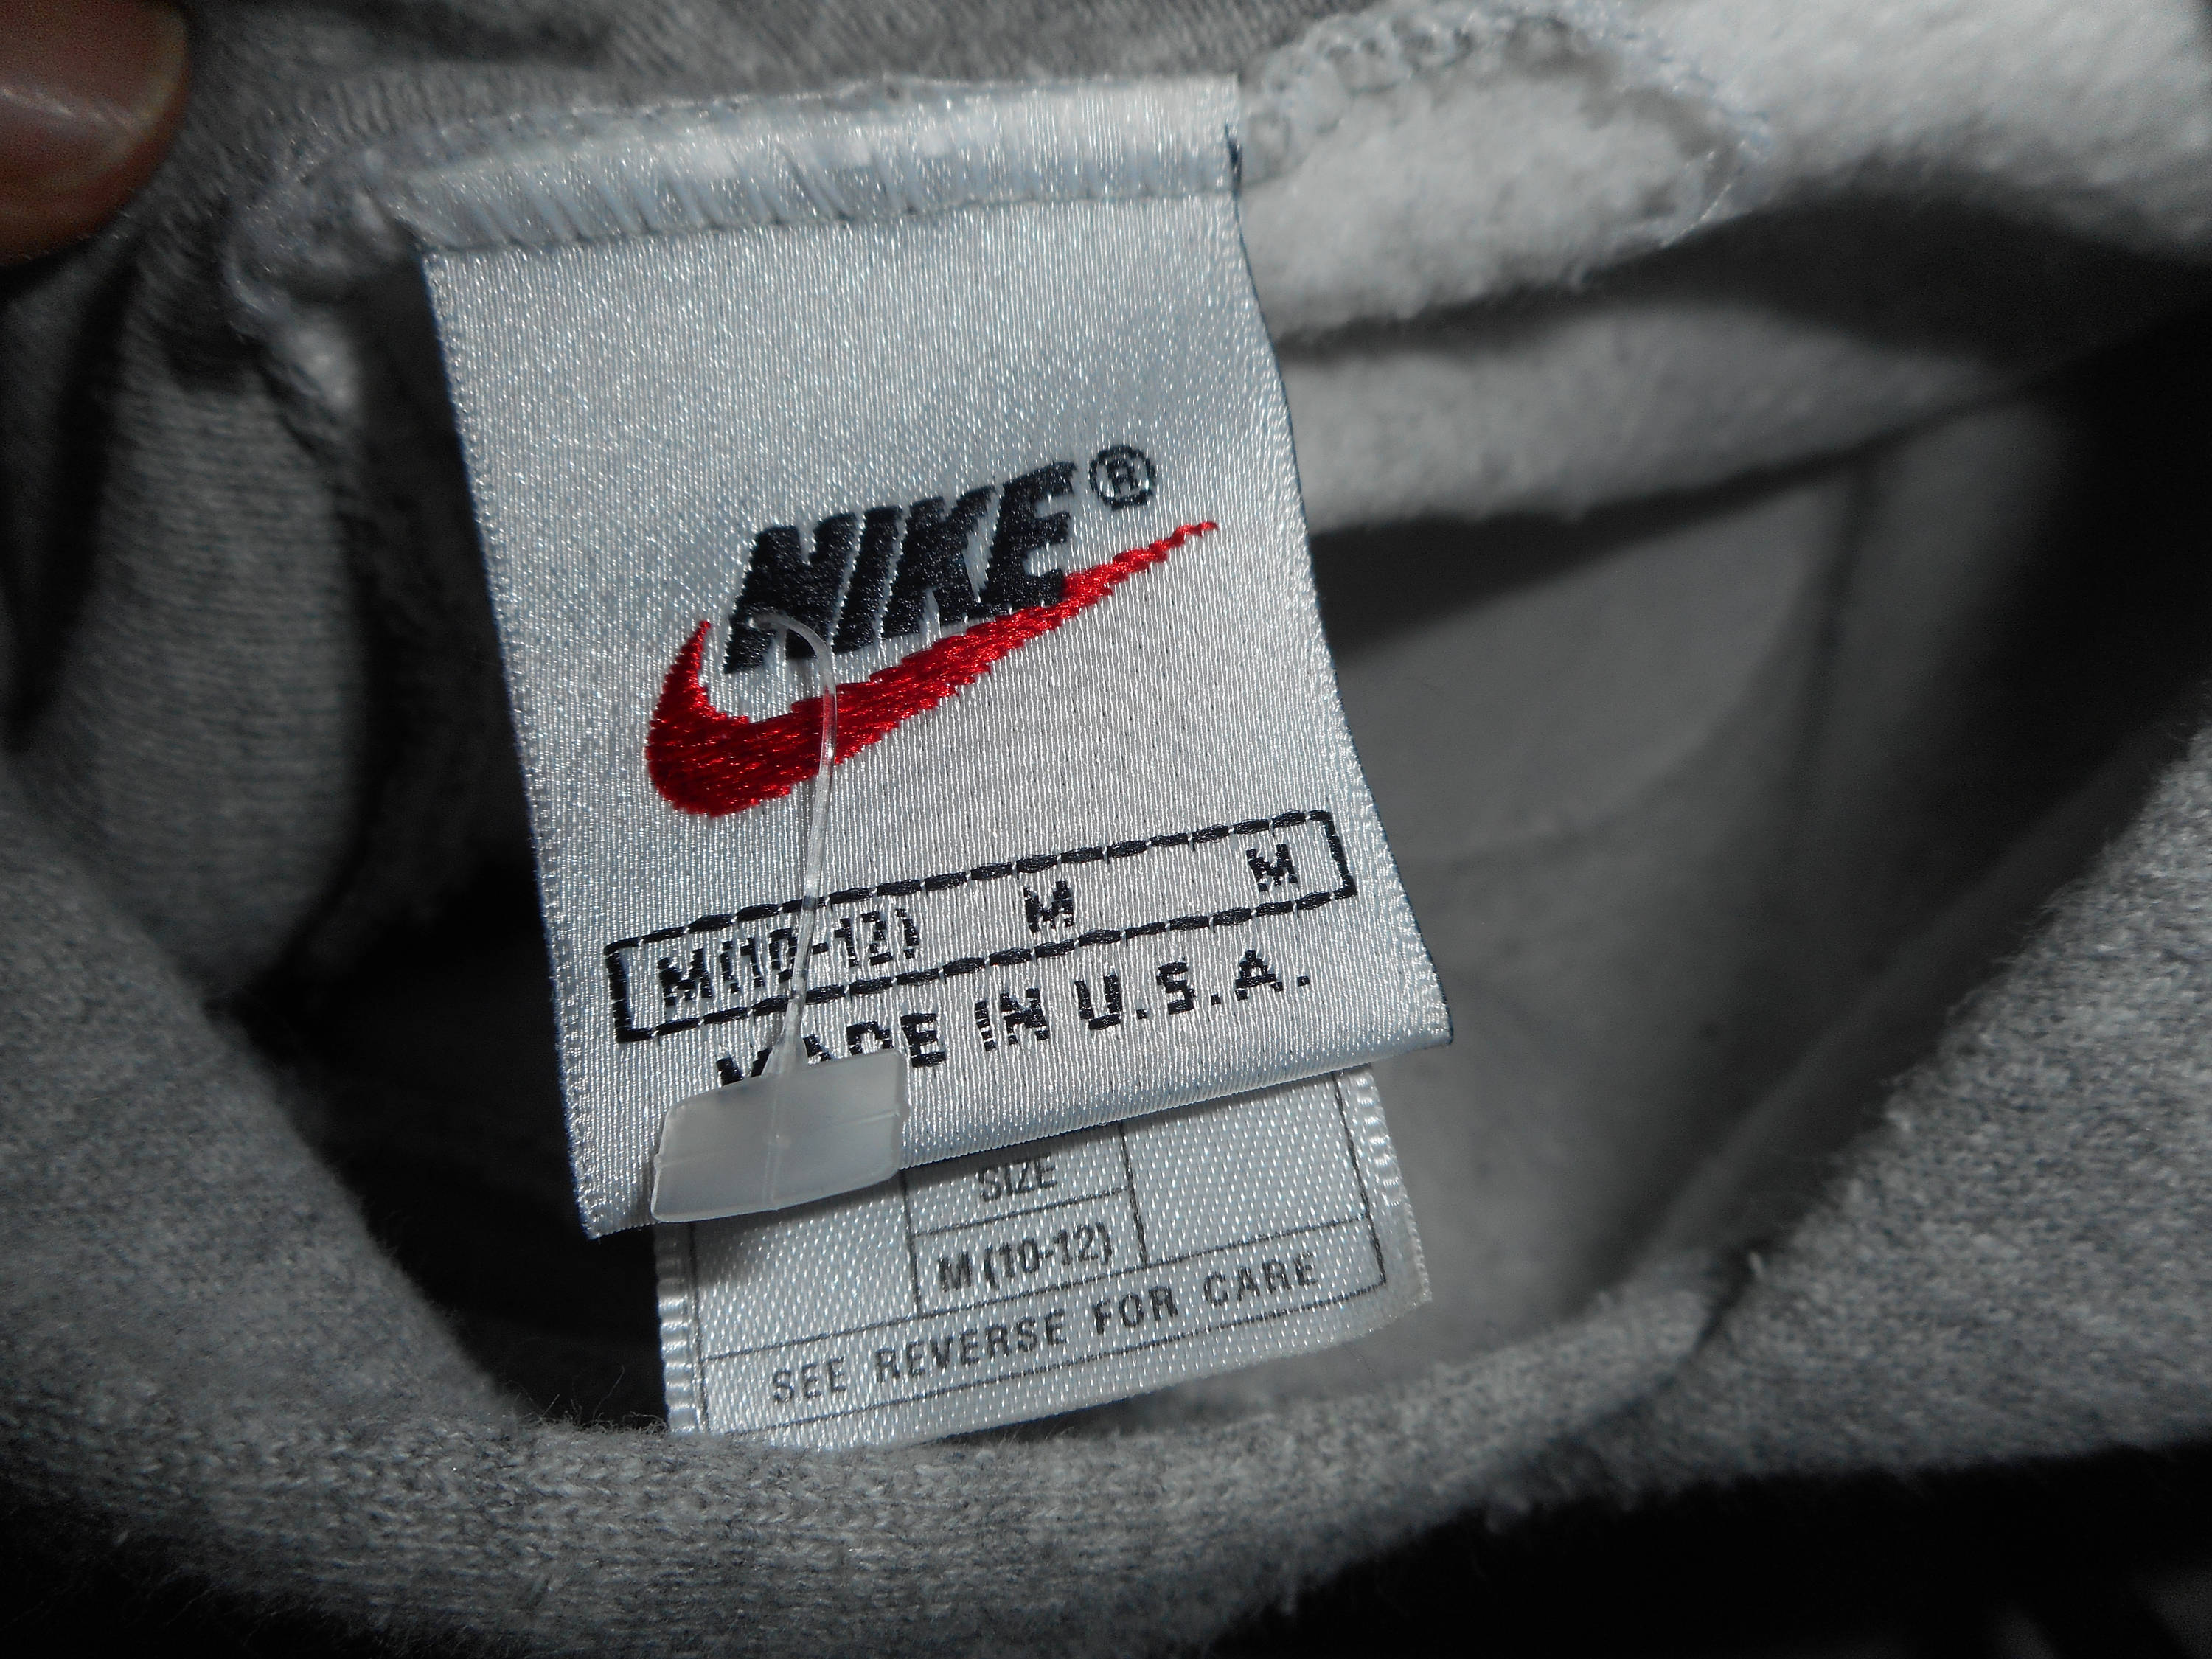 NIKE®
M(10-12) M M
MADE IN U.S.A.
SIZE
M(10-12)
SEE REVERSE FOR CARE